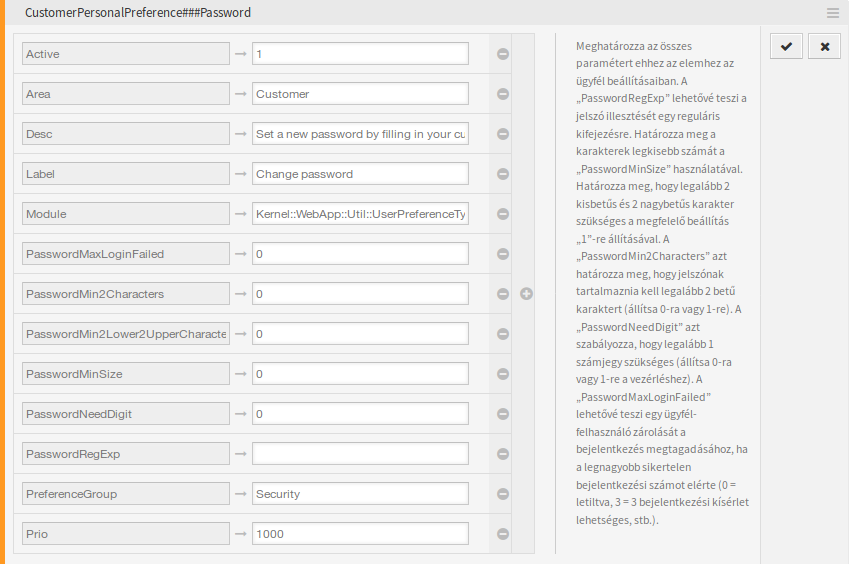 CustomerPersonalPreference###Password
Active 1
Area Customer
Desc Set a new password by filling in your cu
Label Change password
Module Kernel::WebApp::Util::UserPreferenceTy
PasswordMaxLoginFailed 0
PasswordMin2Characters 0
PasswordMin2Lower2UpperCharacte 0
PasswordMinSize 0
PasswordNeedDigit 0
PasswordRegExp
PreferenceGroup Security
Prio 1000
Meghatározza az összes
paramétert ehhez az elemhez az
ügyfél beállításaiban. A
„PasswordRegExp” lehetővé teszi a
jelszó illesztését egy reguláris
kifejezésre. Határozza meg a
karakterek legkisebb számát a
„PasswordMinSize” használatával.
Határozza meg, hogy legalább 2
kisbetűs és 2 nagybetűs karakter
szükséges a megfelelő beállítás
„1”-re állításával. A
„PasswordMin2Characters” azt
határozza meg, hogy jelszónak
tartalmaznia kell legalább 2 betű
karaktert (állítsa 0-ra vagy 1-re). A
„PasswordNeedDigit” azt
szabályozza, hogy legalább 1
számjegy szükséges (állítsa 0-ra
vagy 1-re a vezérléshez). A
„PasswordMaxLoginFailed”
lehetővé teszi egy ügyfél-
felhasználó zárolását a
bejelentkezés megtagadásához, ha
a legnagyobb sikertelen
bejelentkezési számot elérte (0 =
letiltva, 3 = 3 bejelentkezési kísérlet
lehetséges, stb.).